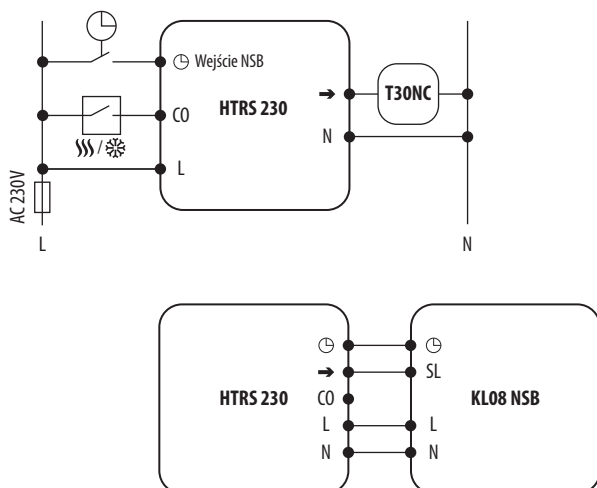 Wejście NSB
CO
HTRS 230
➔
T30NC
N
L
AC 230V
L
N
HTRS 230
➔
CO
L
N
SL
L
N
KL08 NSB